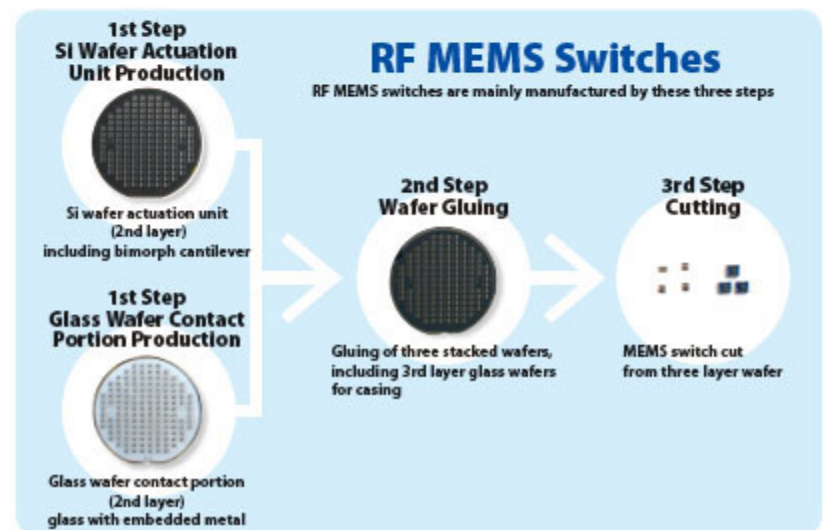 1st Step
Si Wafer Actuation
Unit Production
Si wafer actuation unit
(2nd layer)
including bimorph cantilever
1st Step
Glass Wafer Contact
Portion Production
Glass wafer contact portion
(2nd layer)
glass with embedded metal
RF MEMS Switches
RF MEMS switches are mainly manufactured by these three steps
2nd Step
Wafer Gluing
Gluing of three stacked wafers,
including 3rd layer glass wafers
for casing
3rd Step
Cutting
MEMS switch cut
from three layer wafer